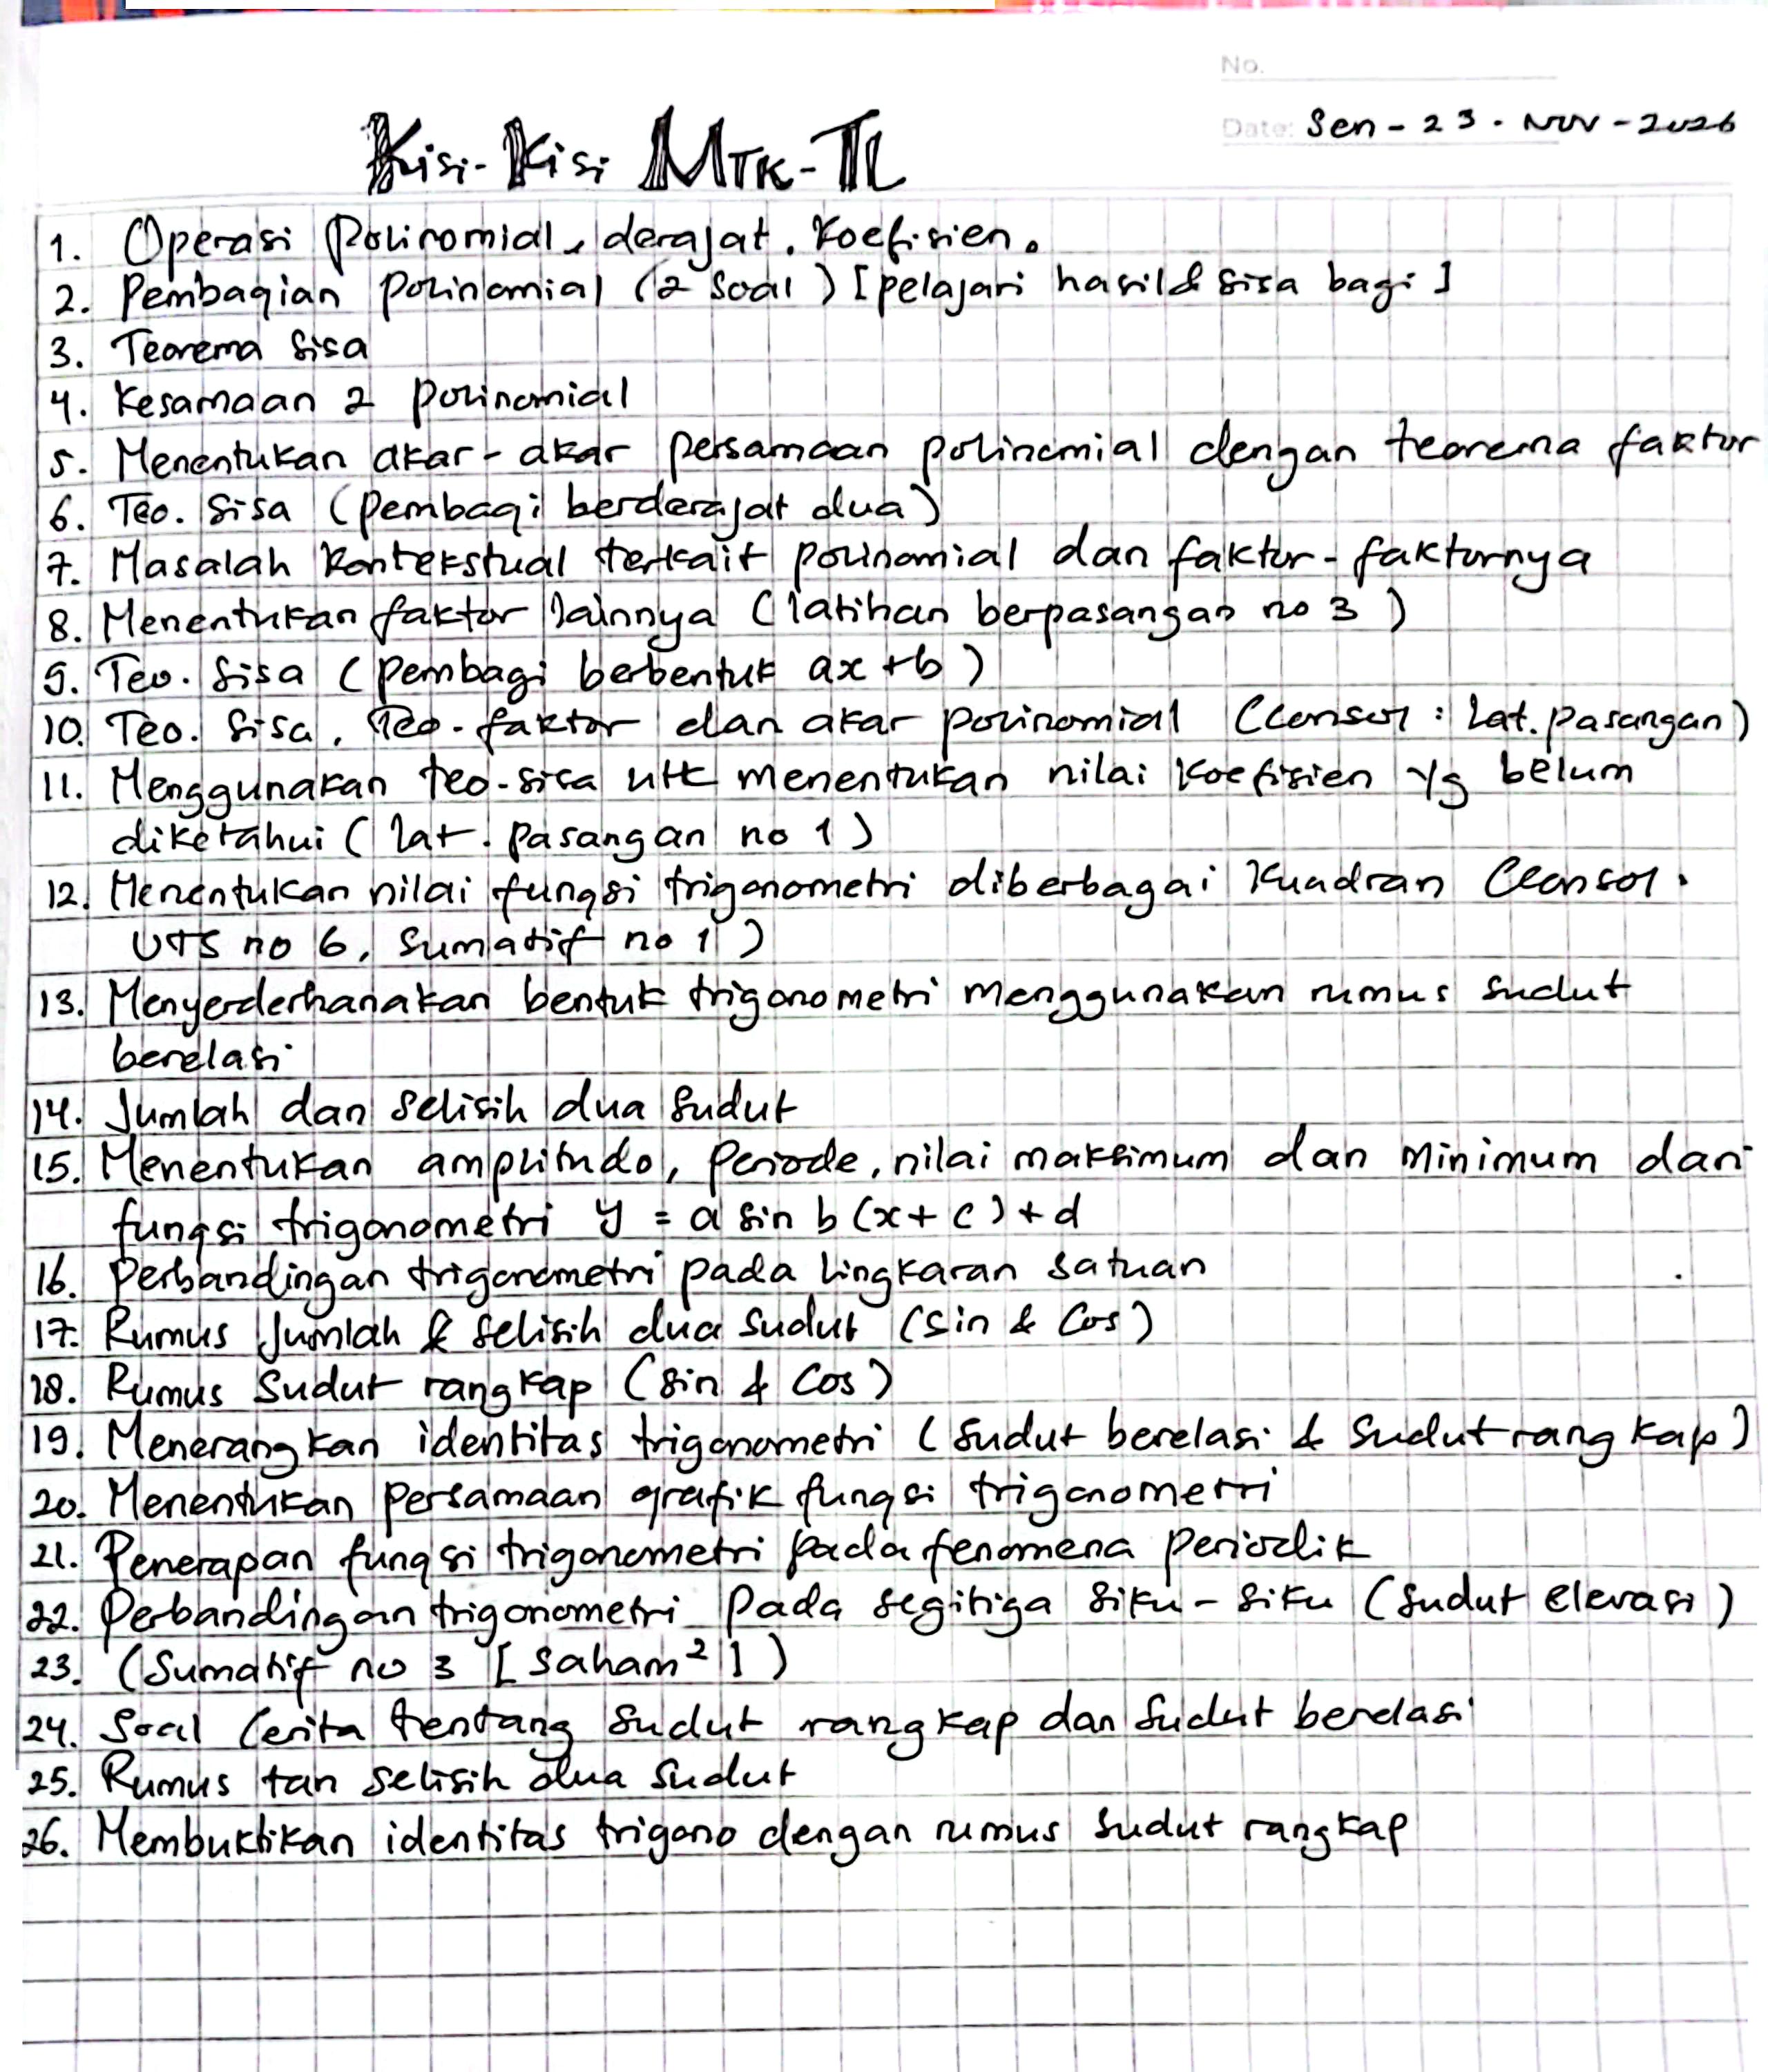 No.
Date: Sen - 23 - Nov - 2026
Kisi-Kisi MTK-TL
1. Operasi Polinomial, derajat, Koefisien.
2. Pembagian polinomial (2 soal) [pelajari hasil & sisa bagi]
3. Teorema Sisa
4. Kesamaan 2 polinomial
5. Menentukan akar-akar persamaan polinomial dengan teorema faktor
6. Teo. Sisa (pembagi berderajat dua)
7. Masalah Kontekstual terkait polinomial dan faktor-faktornya
8. Menentukan faktor lainnya (latihan berpasangan no 3)
9. Teo. Sisa (pembagi berbentuk ax + b)
10. Teo. Sisa, Teo. faktor dan akar polinomial (Consol : Lat. pasangan)
11. Menggunakan teo-sisa utk menentukan nilai Koefisien yg belum
diketahui (lat. pasangan no 1)
12. Menentukan nilai fungsi trigonometri diberbagai Kuadran (Consol.
UTS no 6, Sumatif no 1)
13. Menyerderhanakan bentuk trigonometri menggunakan rumus sudut
berelasi
14. Jumlah dan selisih dua sudut
15. Menentukan amplitudo, periode, nilai maksimum dan minimum dari
fungsi trigonometri y = a sin b (x + c) + d
16. Perbandingan trigonometri pada lingkaran satuan
17. Rumus Jumlah & selisih dua sudut (sin & Cos)
18. Rumus Sudut rangkap (sin & Cos)
19. Menerangkan identitas trigonometri (sudut berelasi & sudut rangkap)
20. Menentukan persamaan grafik fungsi trigonometri
21. Penerapan fungsi trigonometri pada fenomena periodik
22. Perbandingan trigonometri pada segitiga siku-siku (sudut elevasi)
23. (Sumatif no 3 [saham²])
24. Soal Cerita tentang sudut rangkap dan sudut berelasi
25. Rumus tan selisih dua sudut
26. Membuktikan identitas trigono dengan rumus sudut rangkap